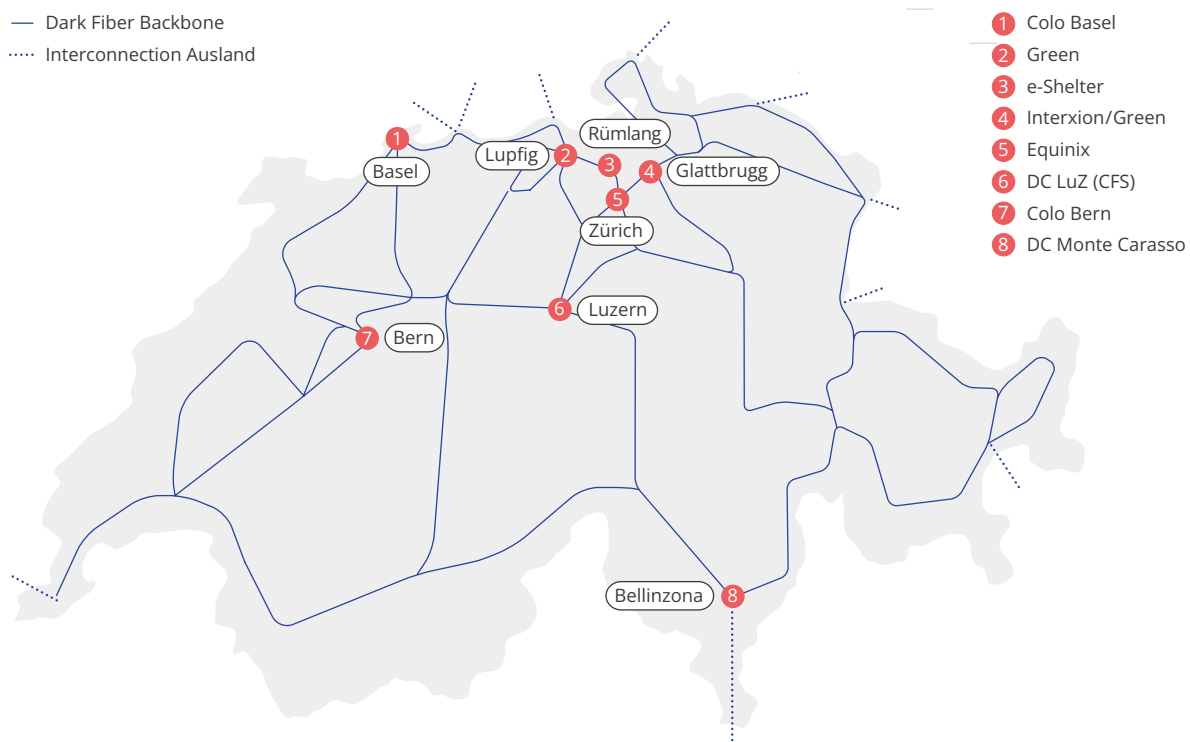 Dark Fiber Backbone
Interconnection Ausland
1 Colo Basel
2 Green
3 e-Shelter
4 Interxion/Green
5 Equinix
6 DC LuZ (CFS)
7 Colo Bern
8 DC Monte Carasso
Rümlang
1
Basel
Lupfig
2
3
4
Glattbrugg
5
Zürich
6
Luzern
7
Bern
Bellinzona
8